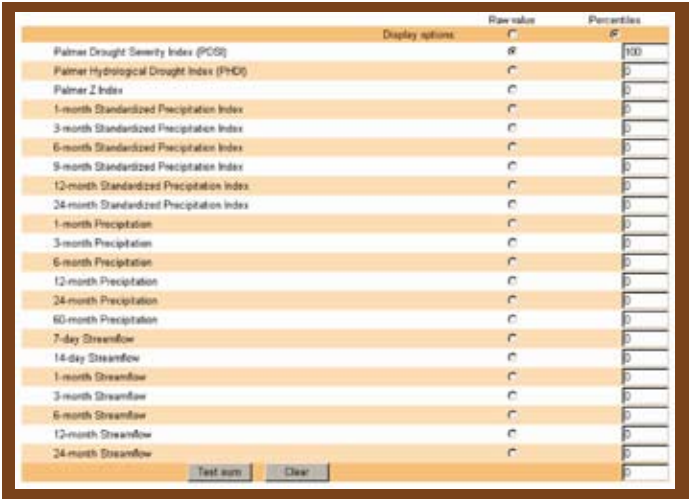 Raw value Percentiles
Display options
Palmer Drought Severity Index (PDSI) 100
Palmer Hydrological Drought Index (PHDI) 0
Palmer Z Index 0
1-month Standardized Precipitation Index 0
3-month Standardized Precipitation Index 0
6-month Standardized Precipitation Index 0
9-month Standardized Precipitation Index 0
12-month Standardized Precipitation Index 0
24-month Standardized Precipitation Index 0
1-month Precipitation 0
3-month Precipitation 0
6-month Precipitation 0
12-month Precipitation 0
24-month Precipitation 0
60-month Precipitation 0
7-day Streamflow 0
14-day Streamflow 0
1-month Streamflow 0
3-month Streamflow 0
6-month Streamflow 0
12-month Streamflow 0
24-month Streamflow 0
Test sum Clear 0